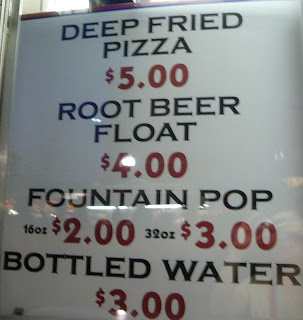 DEEP FRIED
PIZZA
$5.00
ROOT BEER
FLOAT
$4.00
FOUNTAIN POP
16oz $2.00 32oz $3.00
BOTTLED WATER
$3.00